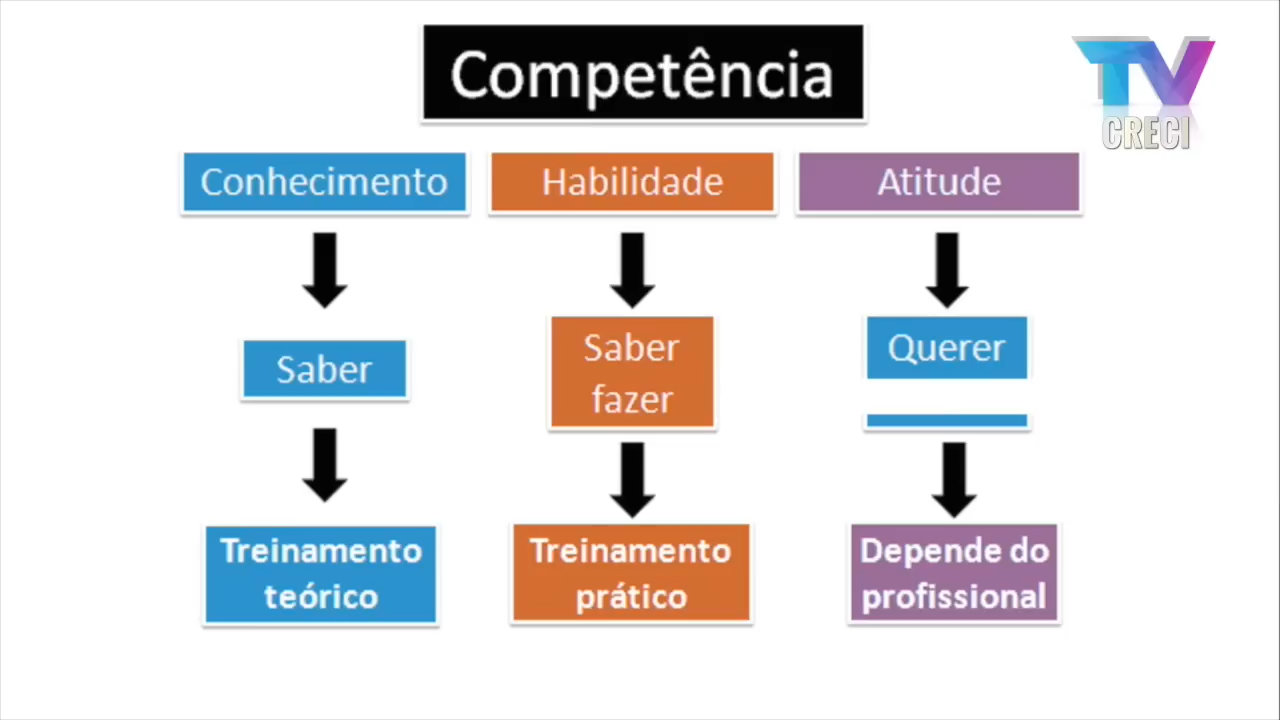 Competência
TV
CRECI
Conhecimento
Habilidade
Atitude
Saber
Saber
fazer
Querer
Treinamento
teórico
Treinamento
prático
Depende do
profissional